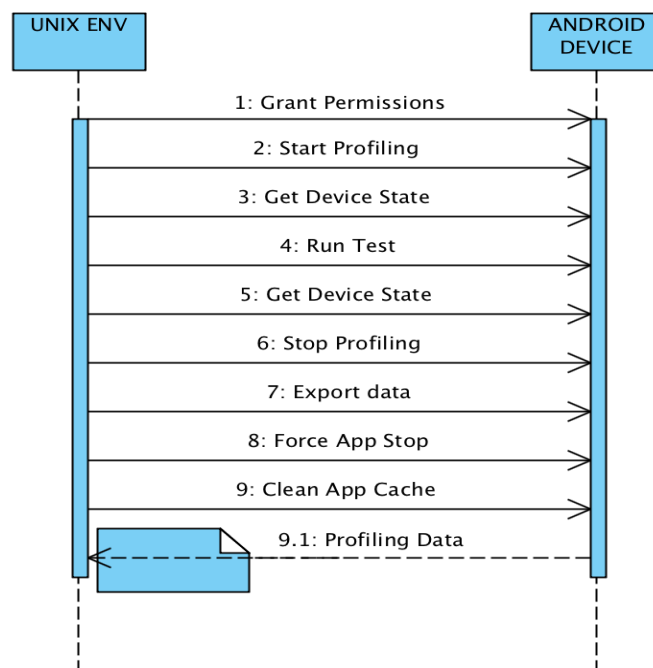 UNIX ENV
ANDROID
DEVICE
1: Grant Permissions
2: Start Profiling
3: Get Device State
4: Run Test
5: Get Device State
6: Stop Profiling
7: Export data
8: Force App Stop
9: Clean App Cache
9.1: Profiling Data